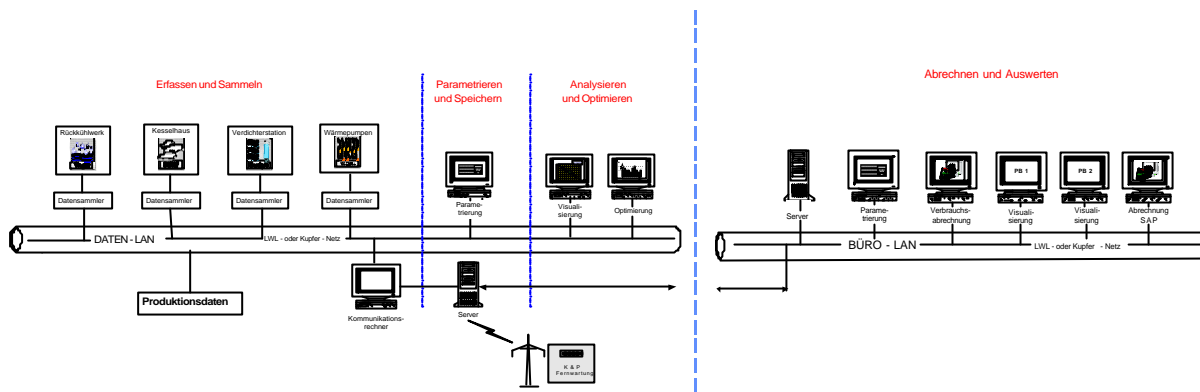 Erfassen und Sammeln
Parametrieren
und Speichern
Analysieren
und Optimieren
Abrechnen und Auswerten
Rückkühlwerk
Kesselhaus
Verdichterstation
Wärmepumpen
Datensammler
Datensammler
Datensammler
Datensammler
Parame-
trierung
Visuali-
sierung
Optimierung
PB 1
PB 2
Server
Parame-
trierung
Verbrauchs-
abrechnung
Visuali-
sierung
Visuali-
sierung
Abrechnung
SAP
DATEN - LAN
LWL - oder Kupfer - Netz
BÜRO - LAN
LWL - oder Kupfer - Netz
Produktionsdaten
Kommunikations-
rechner
Server
K & P
Fernwartung